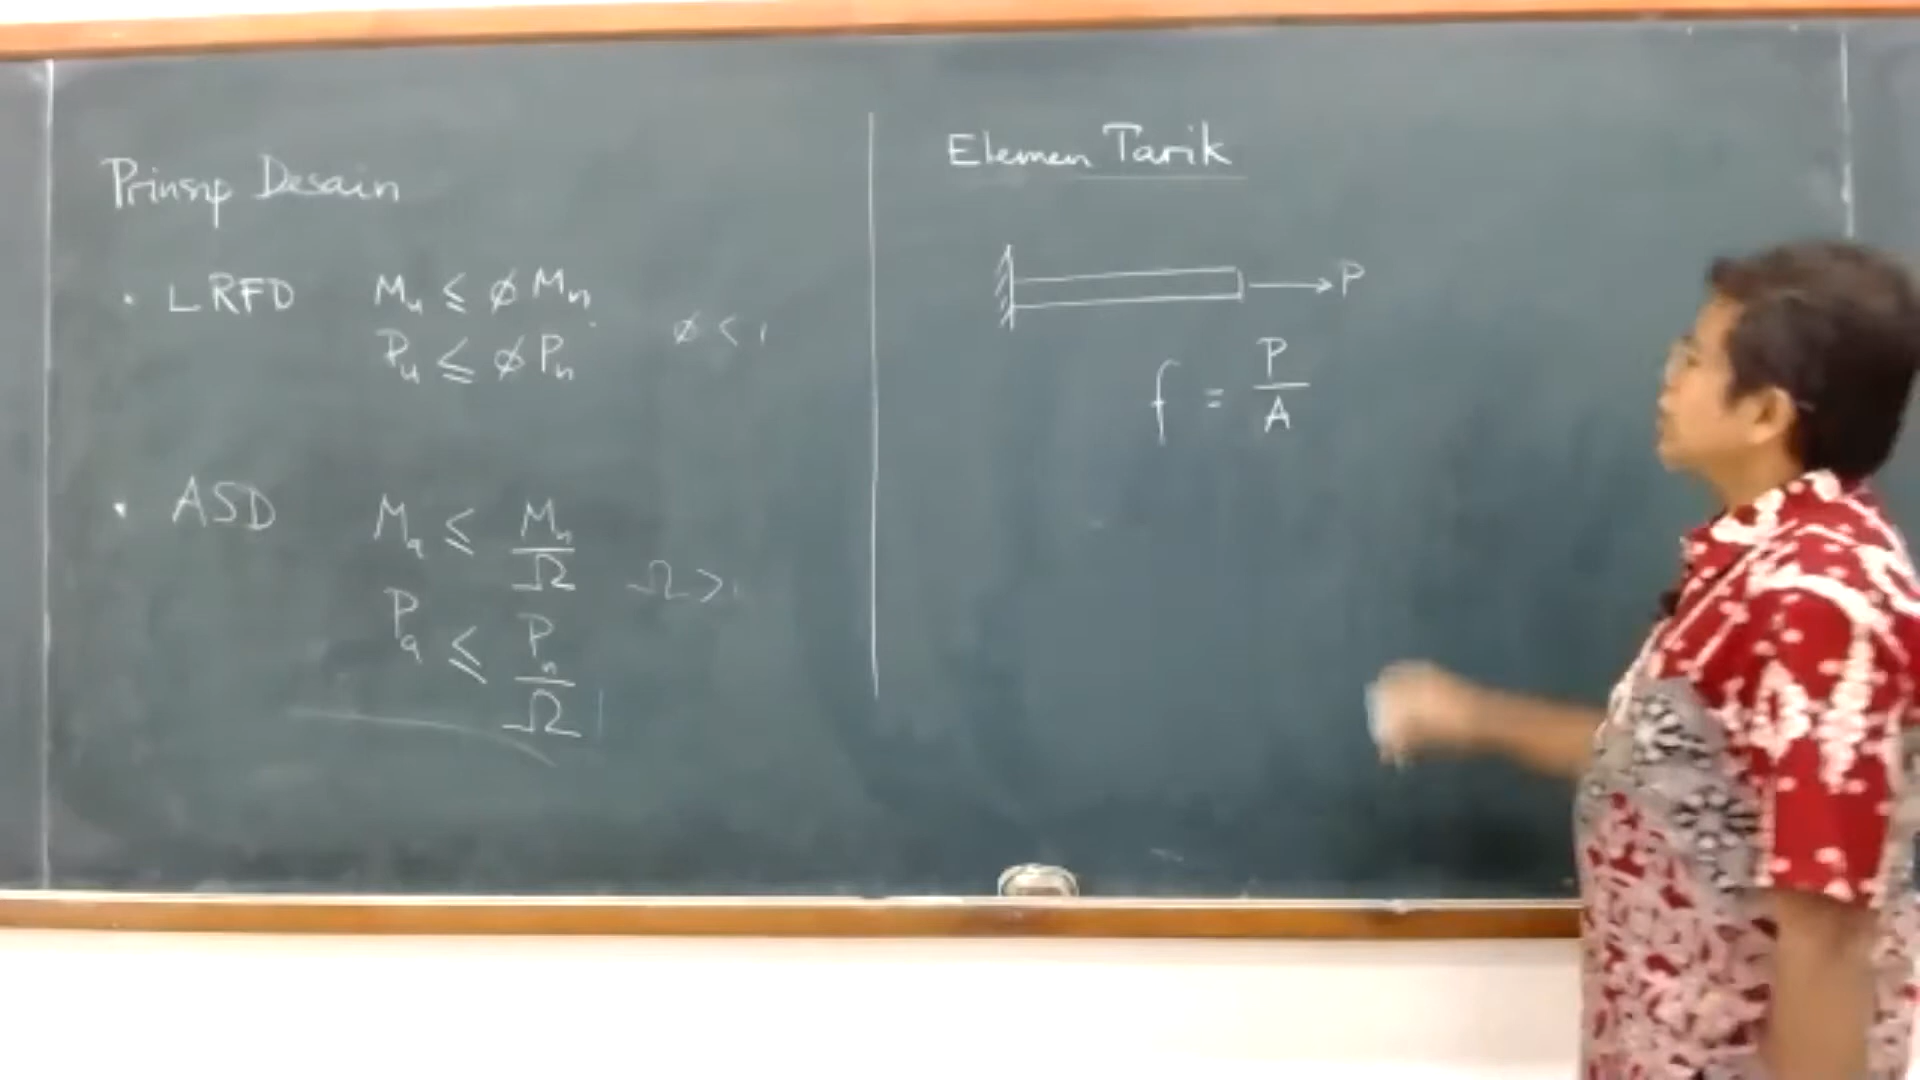 Prinsip Desain
• LRFD Mu ≤ ø Mn
Pu ≤ ø Pn ø < 1
• ASD Ma ≤ Mn/Ω Ω > 1
Pa ≤ Pn/Ω
Elemen Tarik
P
f = P/A